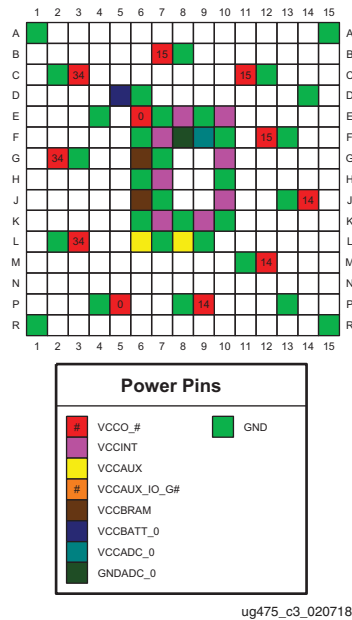 1 2 3 4 5 6 7 8 9 10 11 12 13 14 15
A A
B 15 B
C 34 15 C
D D
E 0 E
F 12 F
G 34 G
H H
J 14 J
K K
L 34 L
M 14 M
N N
P 0 14 P
R R
1 2 3 4 5 6 7 8 9 10 11 12 13 14 15
Power Pins
# VCCO_# GND
VCCINT
VCCAUX
# VCCAUX_IO_G#
VCCBRAM
VCCBATT_0
VCCADC_0
GNDADC_0
ug475_c3_020718